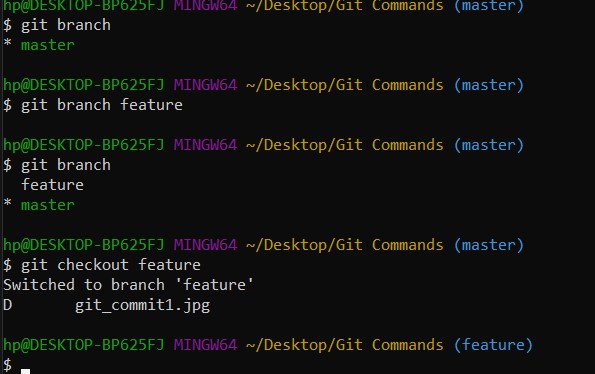 hp@DESKTOP-BP625FJ MINGW64 ~/Desktop/Git Commands (master)
$ git branch
* master
hp@DESKTOP-BP625FJ MINGW64 ~/Desktop/Git Commands (master)
$ git branch feature
hp@DESKTOP-BP625FJ MINGW64 ~/Desktop/Git Commands (master)
$ git branch
  feature
* master
hp@DESKTOP-BP625FJ MINGW64 ~/Desktop/Git Commands (master)
$ git checkout feature
Switched to branch 'feature'
D       git_commit1.jpg
hp@DESKTOP-BP625FJ MINGW64 ~/Desktop/Git Commands (feature)
$